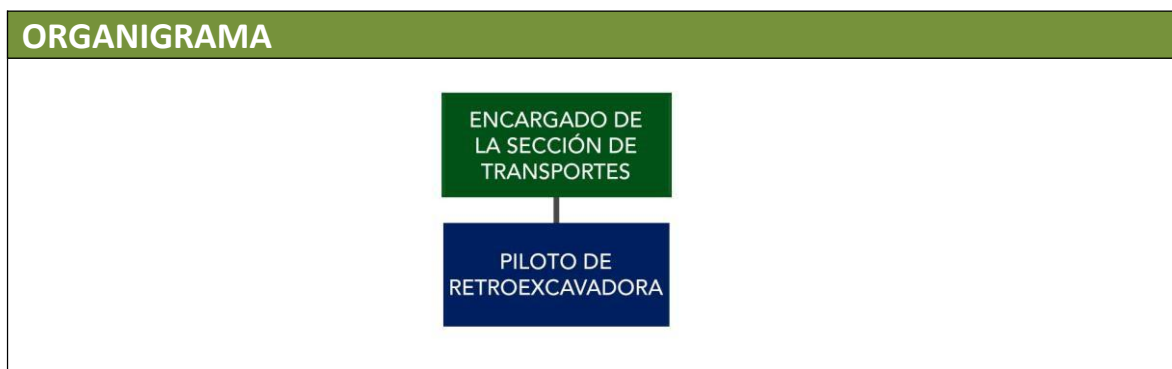 ORGANIGRAMA
ENCARGADO DE
LA SECCIÓN DE
TRANSPORTES
PILOTO DE
RETROEXCAVADORA